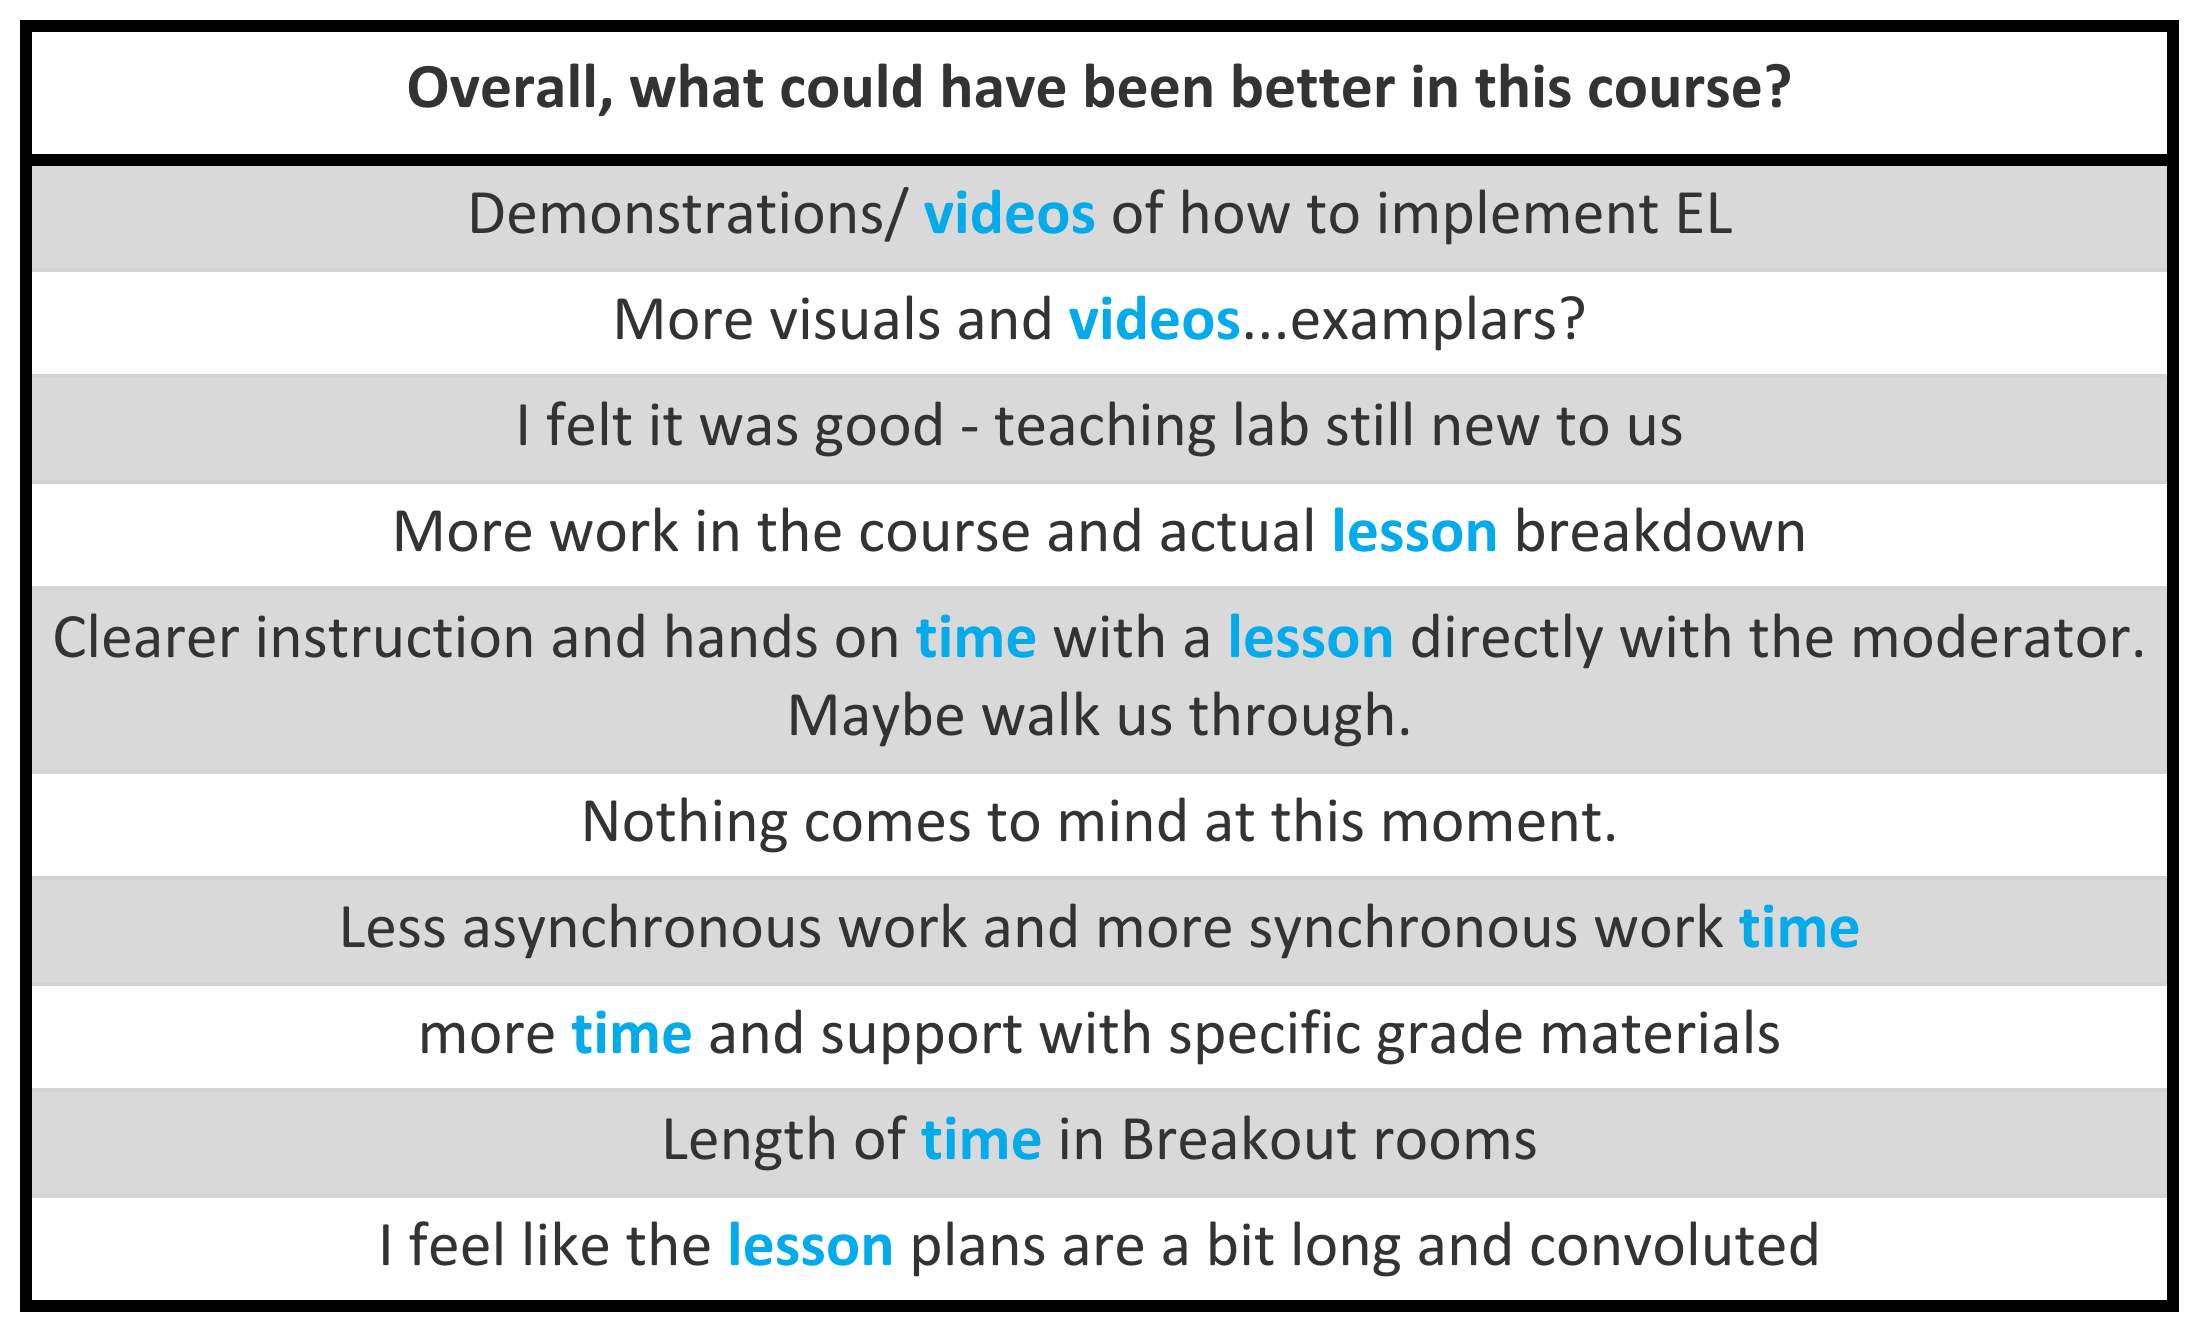 Overall, what could have been better in this course?
Demonstrations/ videos of how to implement EL
More visuals and videos...examplars?
I felt it was good - teaching lab still new to us
More work in the course and actual lesson breakdown
Clearer instruction and hands on time with a lesson directly with the moderator.
Maybe walk us through.
Nothing comes to mind at this moment.
Less asynchronous work and more synchronous work time
more time and support with specific grade materials
Length of time in Breakout rooms
I feel like the lesson plans are a bit long and convoluted